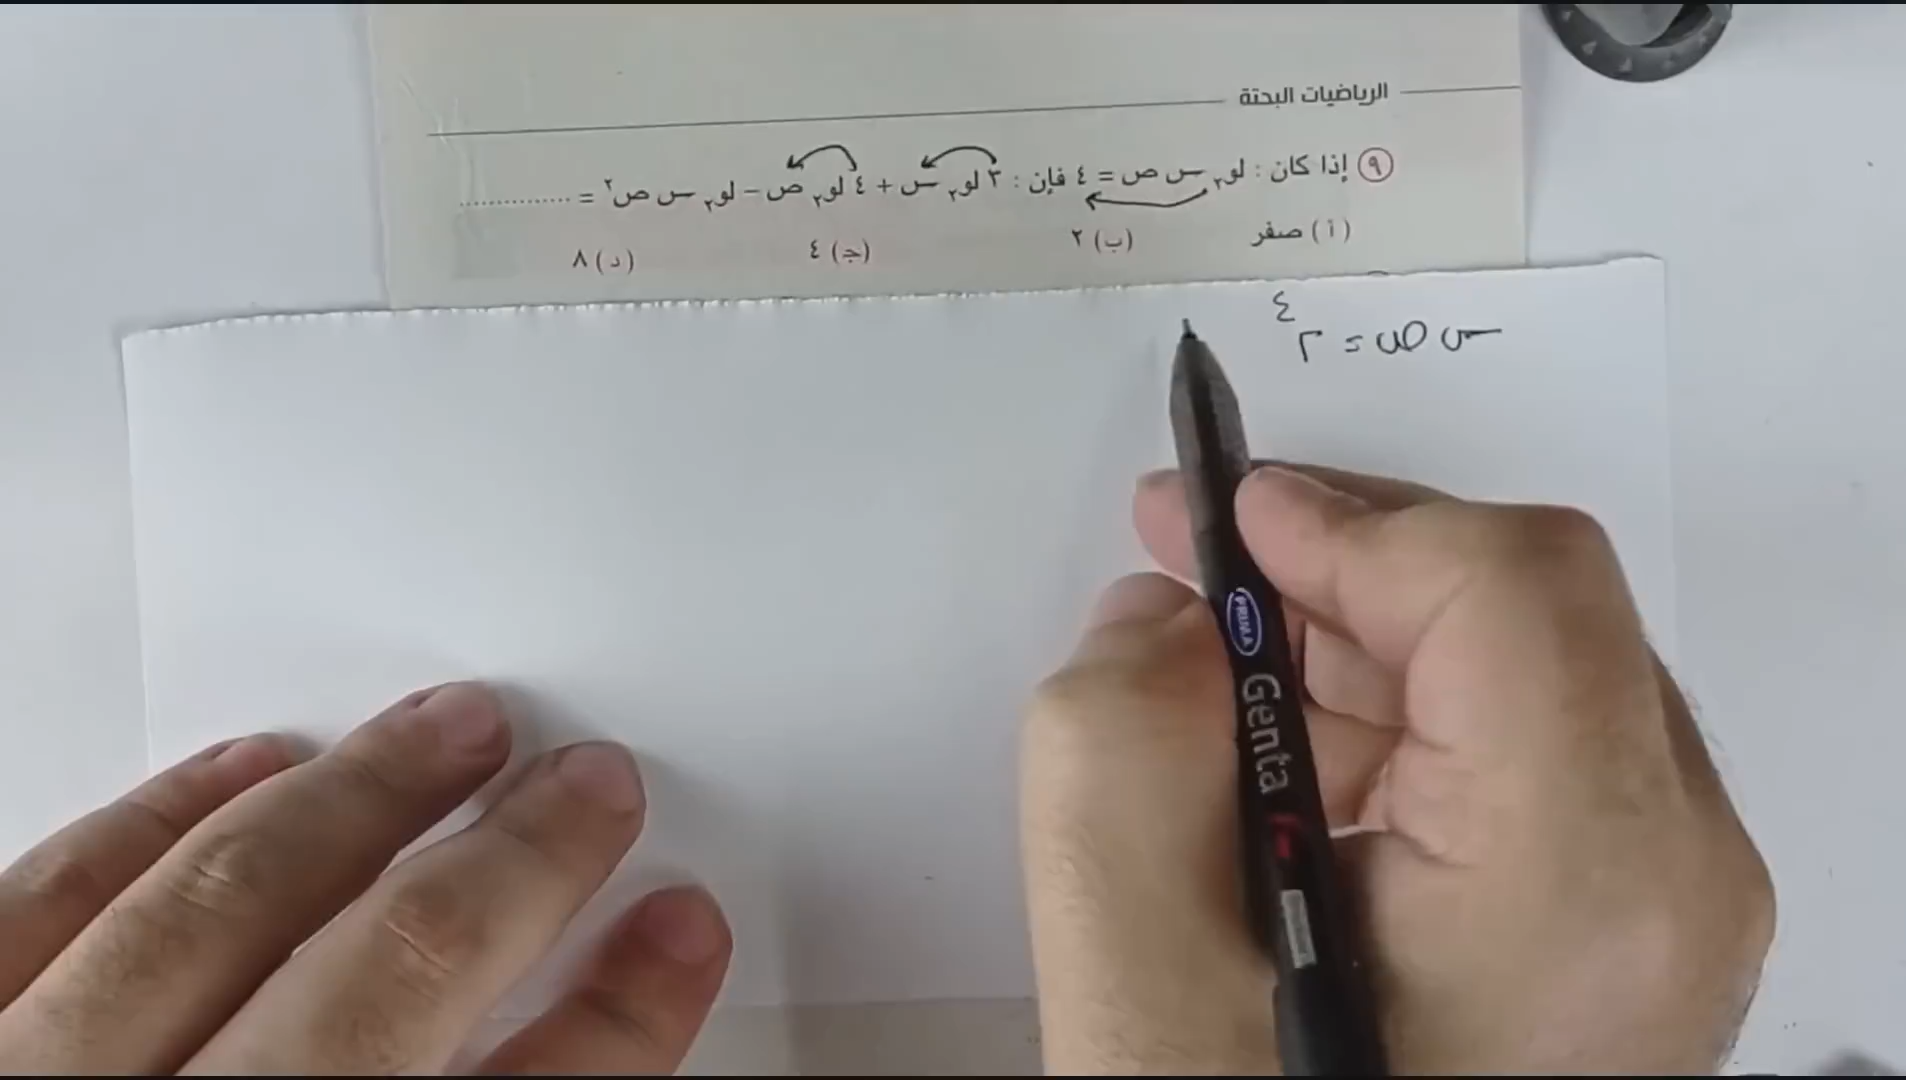 الرياضيات البحتة
٩ إذا كان : لو٢ س ص = ٤ فإن : ٣ لو٢ س + ٤ لو٢ ص − لو٢ س ص٢ = ...............
( أ ) صفر (ب) ٢ (جـ) ٤ ( د ) ٨
س ص = ٢٤
PRIMA Genta